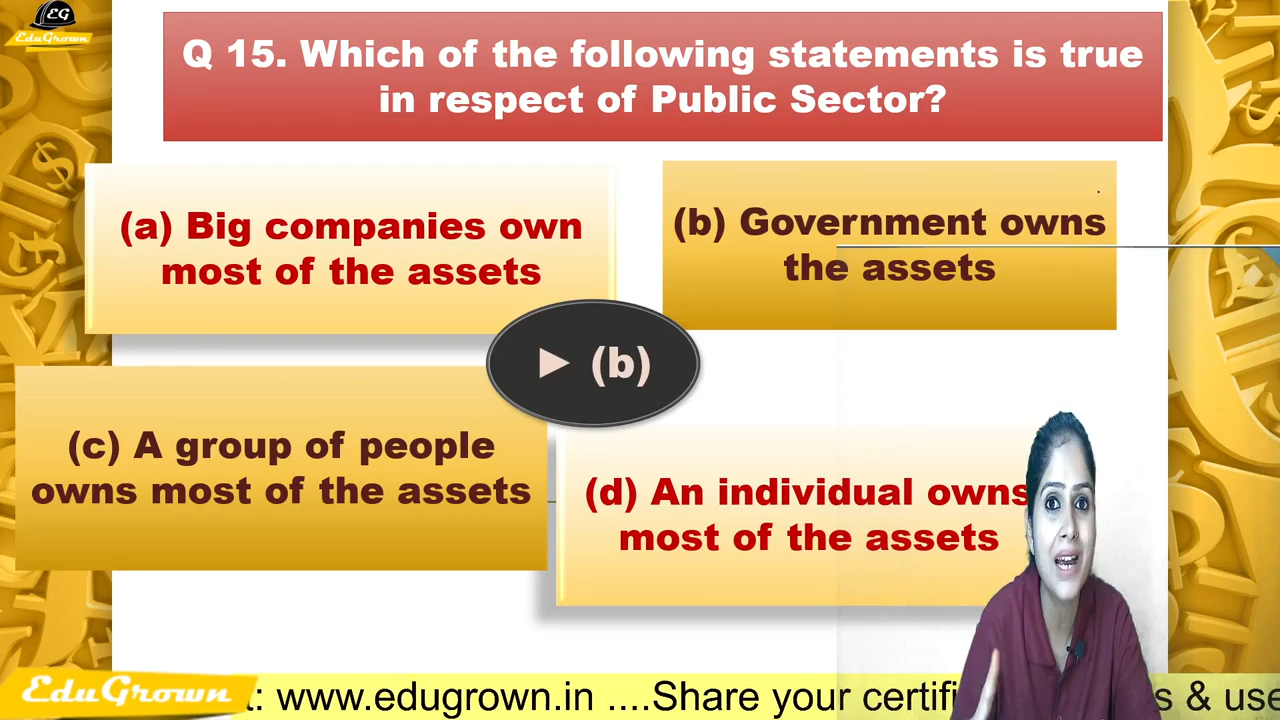 EG
EduGrown
Q 15. Which of the following statements is true
in respect of Public Sector?
(a) Big companies own
most of the assets
(b) Government owns
the assets
► (b)
(c) A group of people
owns most of the assets
(d) An individual owns
most of the assets
EduGrown
: www.edugrown.in ....Share your